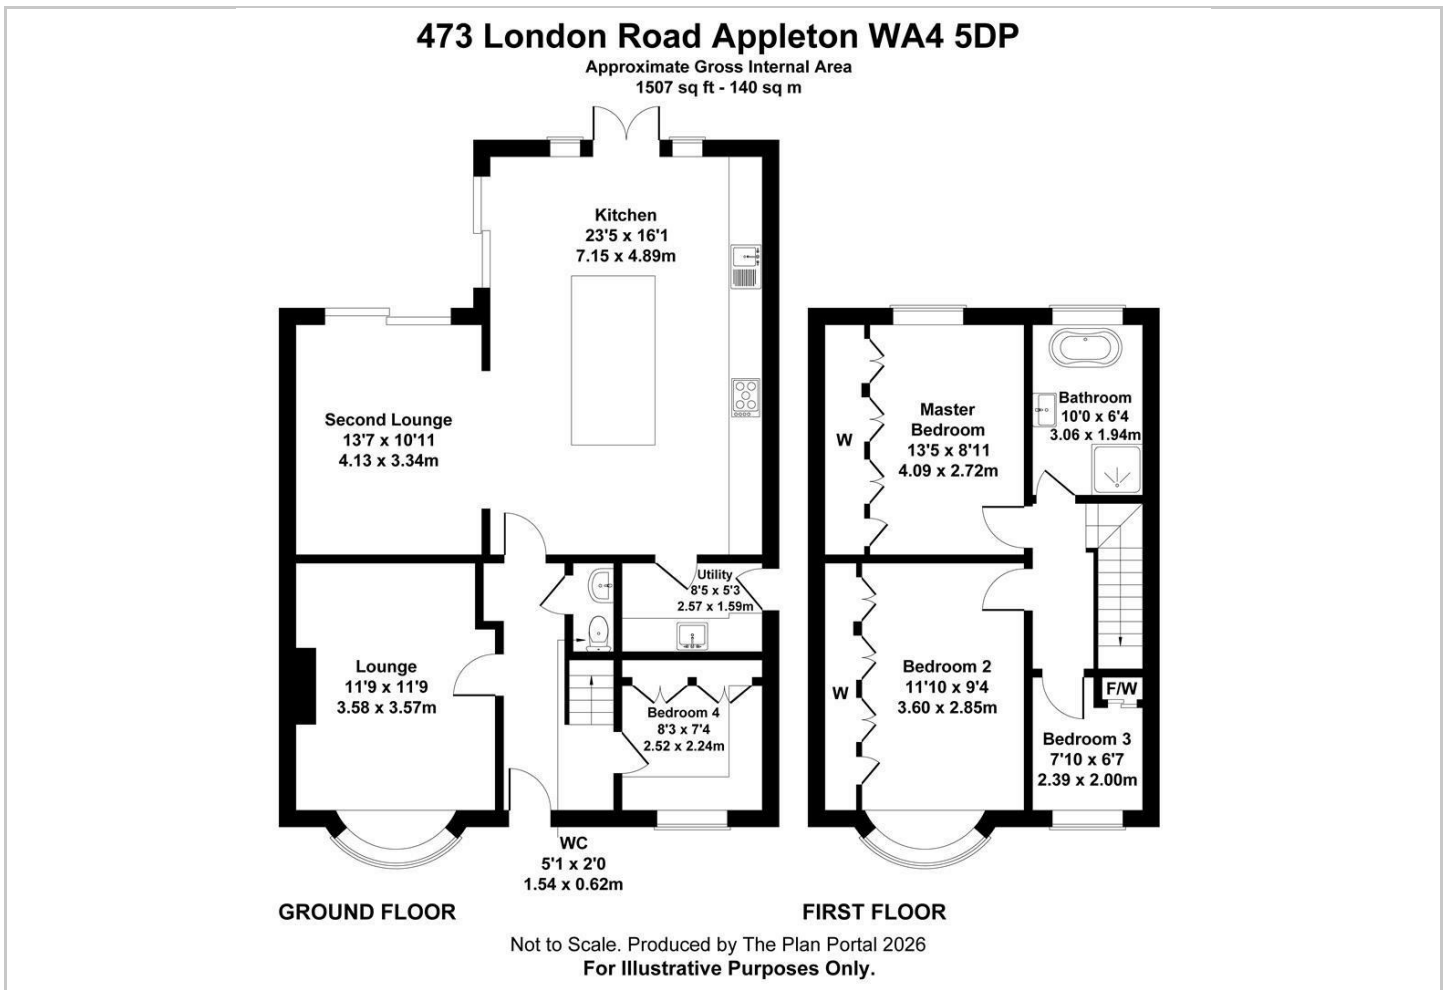 473 London Road Appleton WA4 5DP
Approximate Gross Internal Area
1507 sq ft - 140 sq m
Kitchen
23'5 x 16'1
7.15 x 4.89m
Second Lounge
13'7 x 10'11
4.13 x 3.34m
Utility
8'5 x 5'3
2.57 x 1.59m
Lounge
11'9 x 11'9
3.58 x 3.57m
Bedroom 4
8'3 x 7'4
2.52 x 2.24m
WC
5'1 x 2'0
1.54 x 0.62m
GROUND FLOOR
Master
Bedroom
13'5 x 8'11
4.09 x 2.72m
W
Bathroom
10'0 x 6'4
3.06 x 1.94m
Bedroom 2
11'10 x 9'4
3.60 x 2.85m
W
F/W
Bedroom 3
7'10 x 6'7
2.39 x 2.00m
FIRST FLOOR
Not to Scale. Produced by The Plan Portal 2026
For Illustrative Purposes Only.